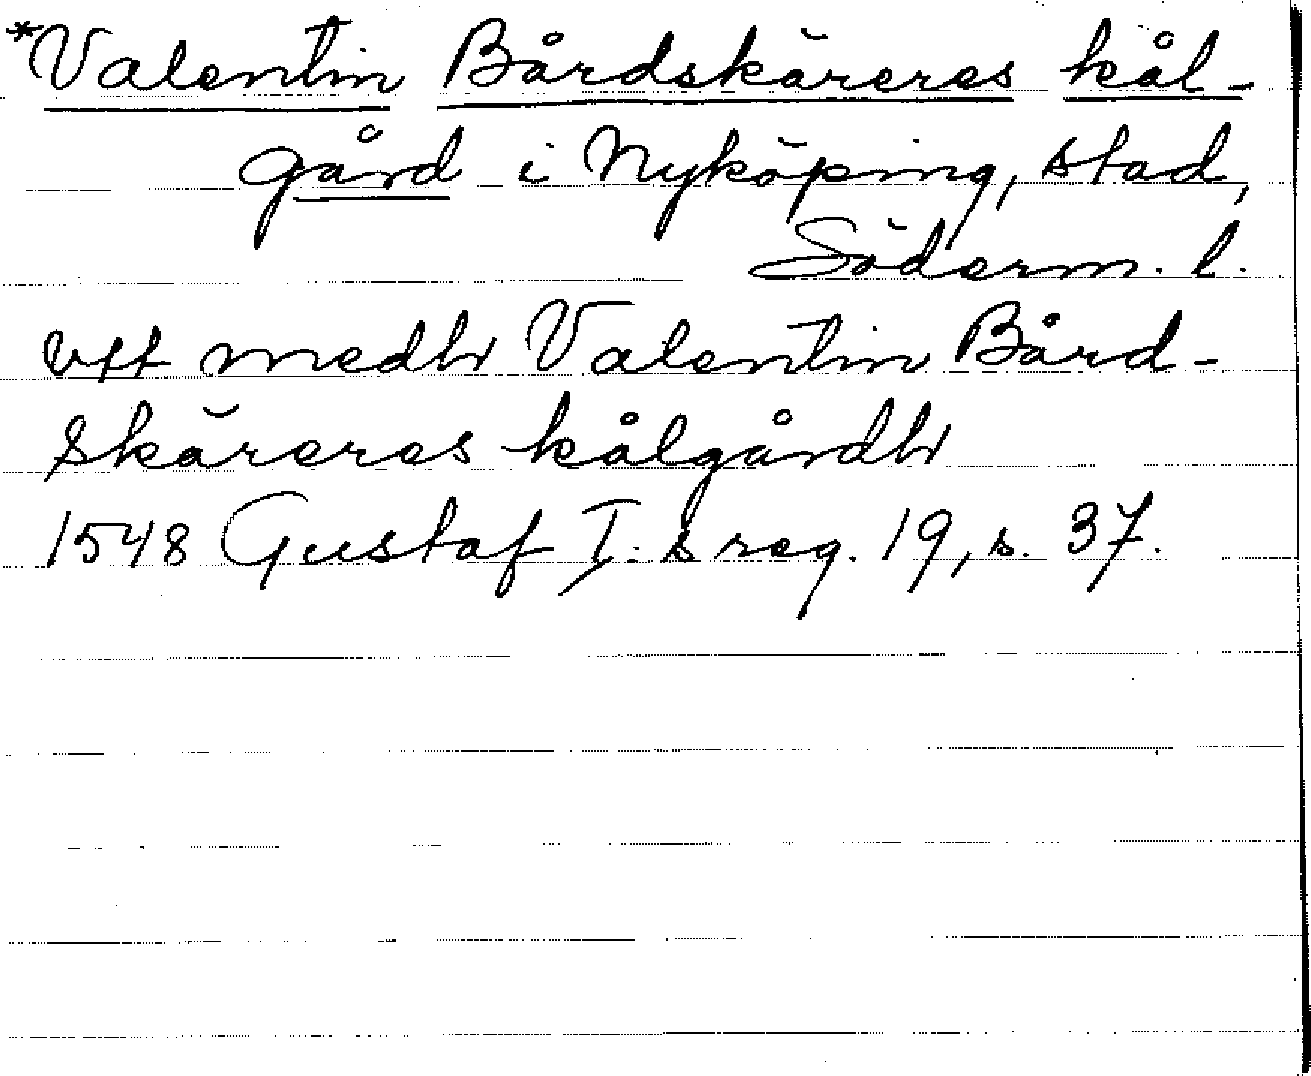 *Valentin Bårdskäreres kål-
gård i Nyköping, stad,
Söderm. l.
vtt medh Valentin Bård-
skäreres kålgårdh
1548 Gustaf I:s reg. 19, s. 37.